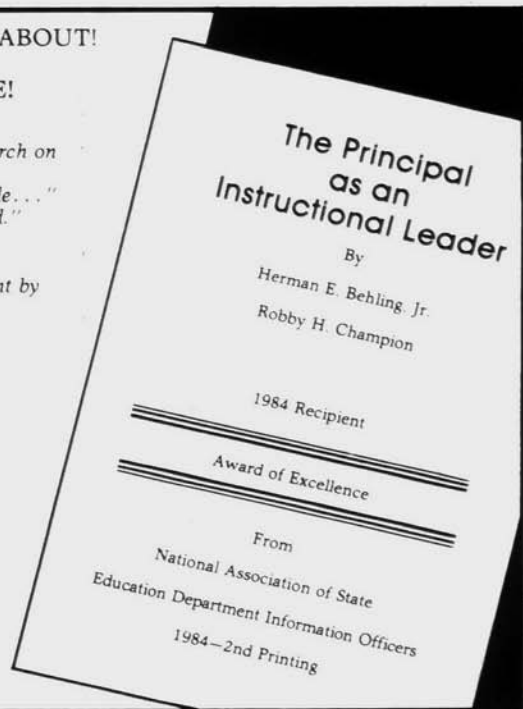 ABOUT!
E!
rch on
le..."
d."
nt by
The Principal
as an
Instructional Leader
By
Herman E. Behling, Jr.
Robby H. Champion
1984 Recipient
Award of Excellence
From
National Association of State
Education Department Information Officers
1984—2nd Printing